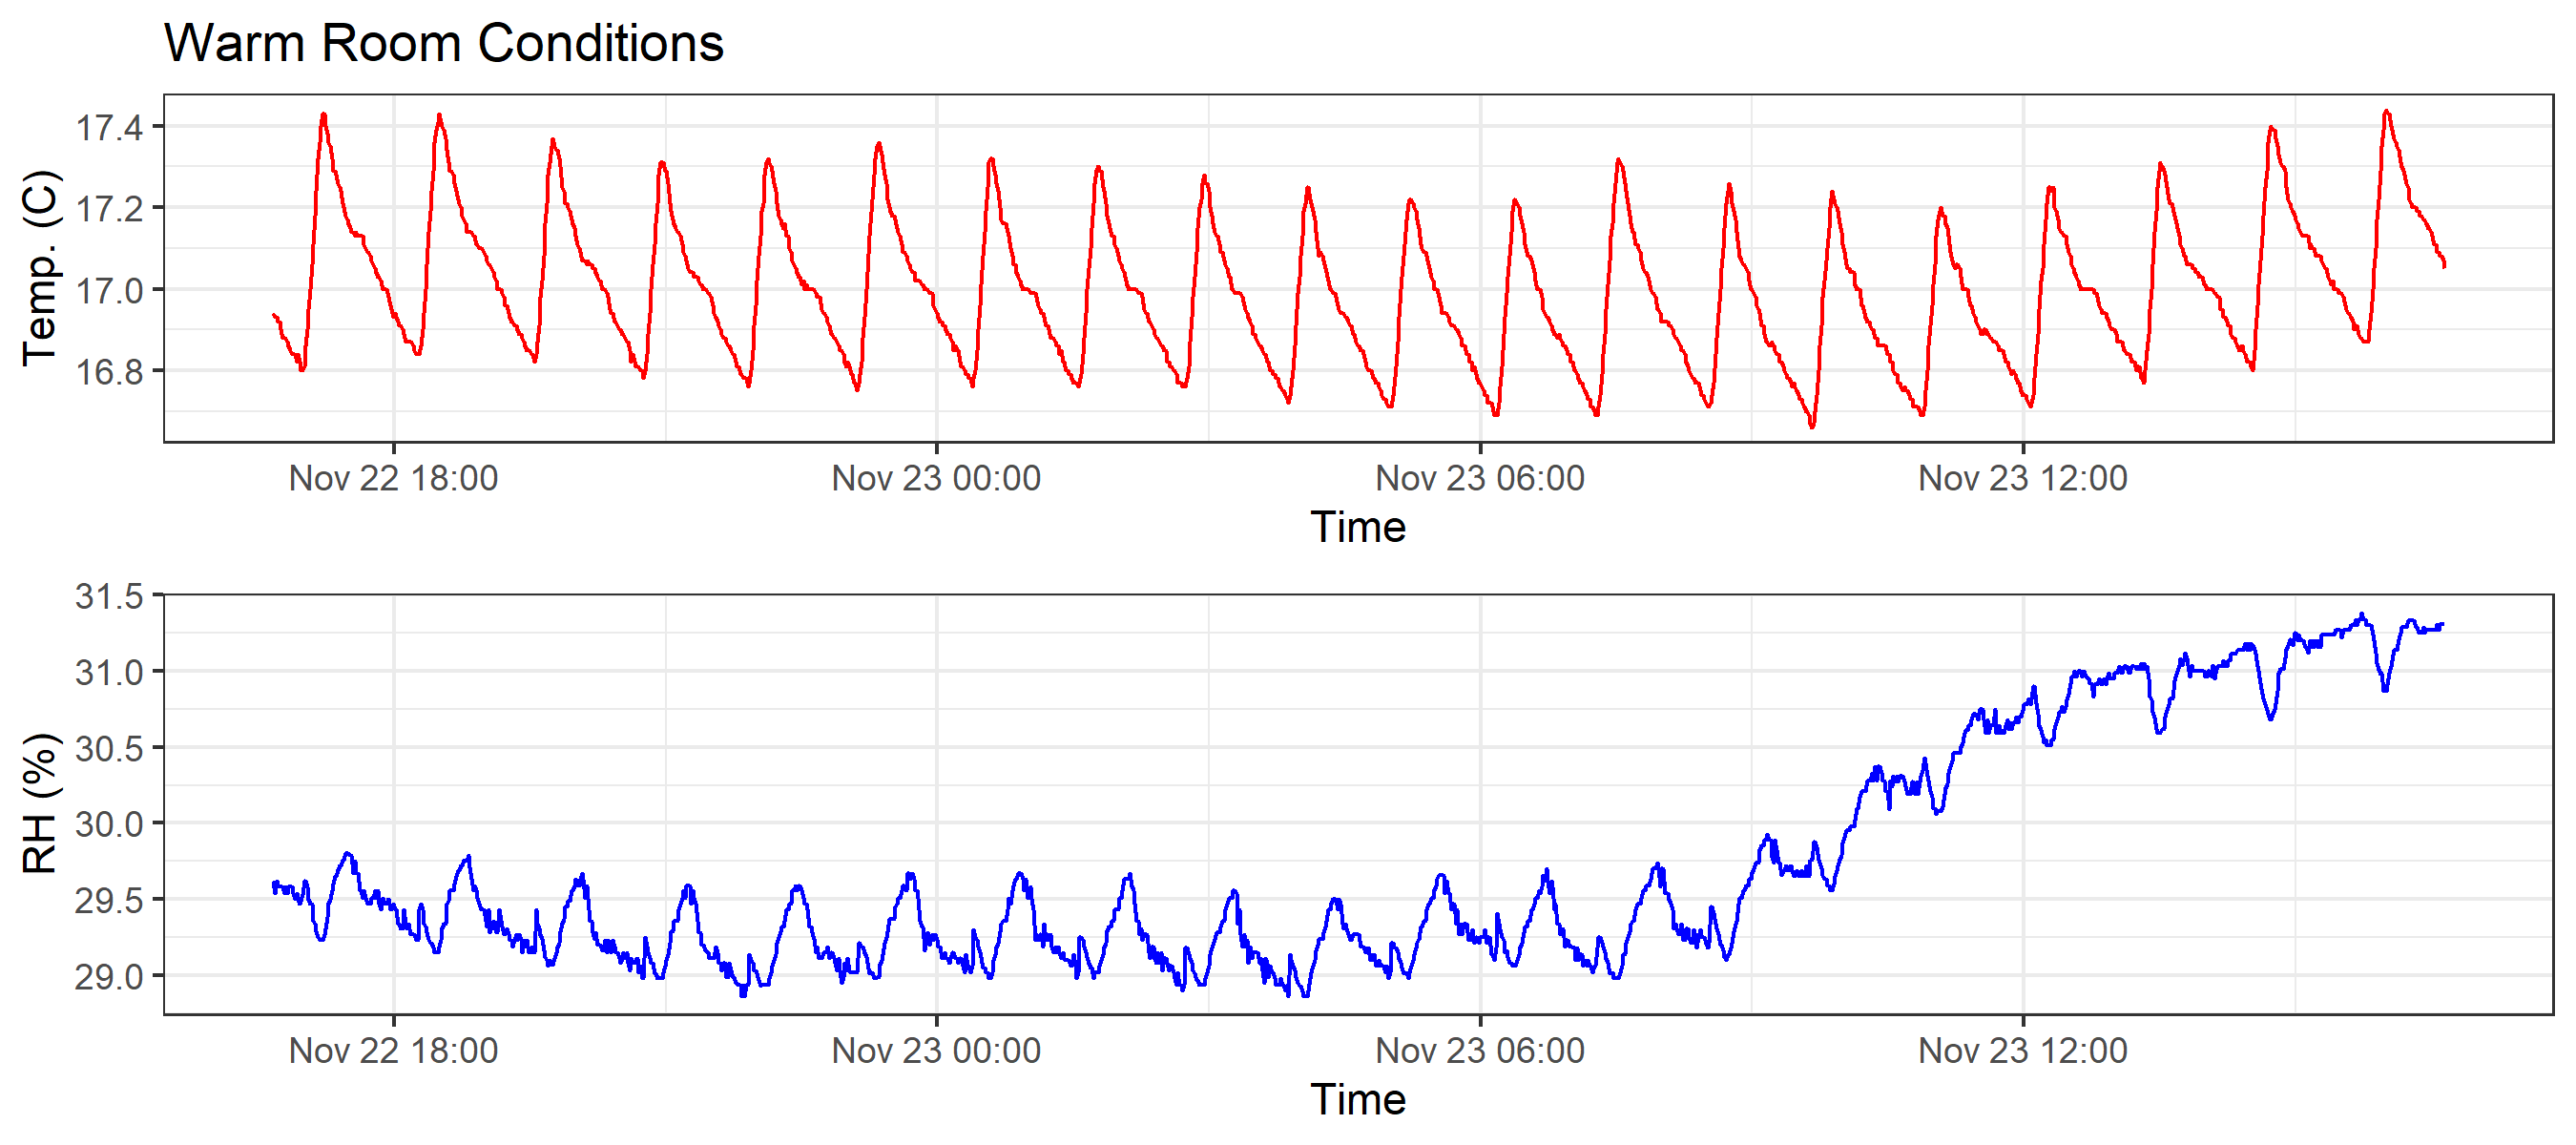 Warm Room Conditions
Temp. (C)
17.4
17.2
17.0
16.8
Nov 22 18:00 Nov 23 00:00 Nov 23 06:00 Nov 23 12:00
Time
RH (%)
31.5
31.0
30.5
30.0
29.5
29.0
Nov 22 18:00 Nov 23 00:00 Nov 23 06:00 Nov 23 12:00
Time